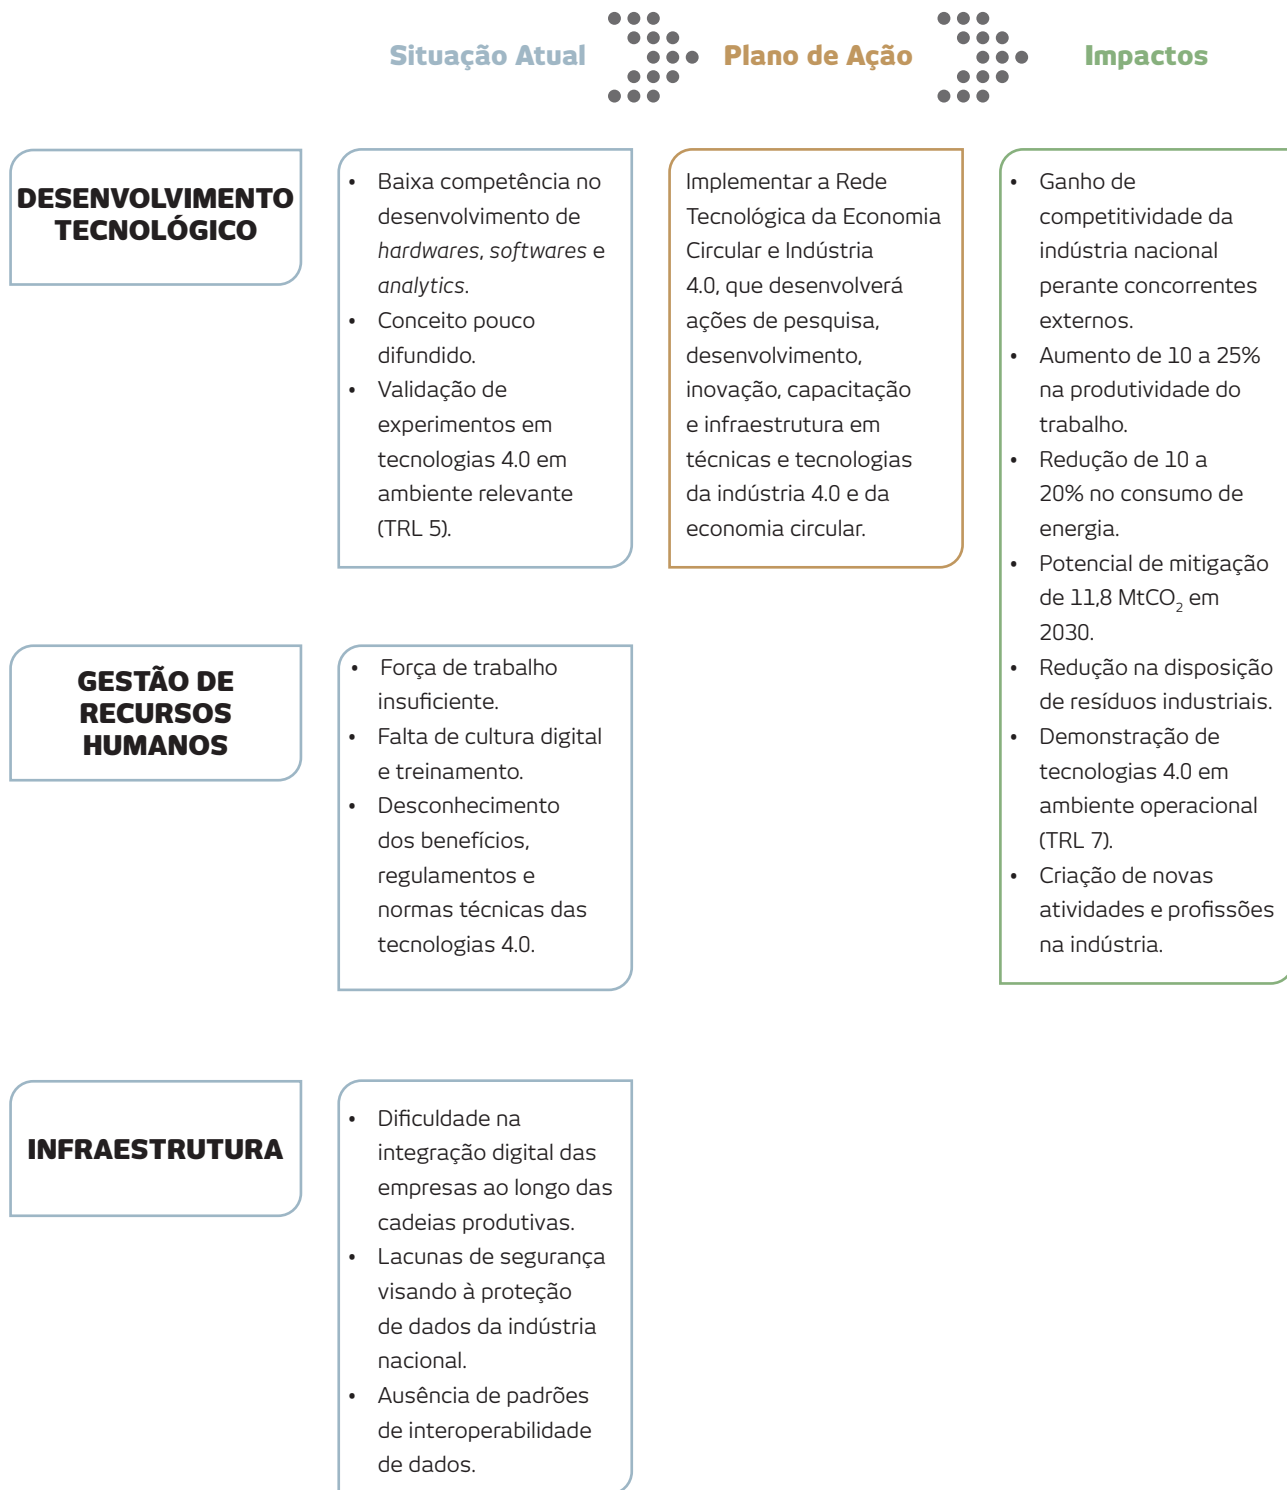 Situação Atual
Plano de Ação
Impactos
DESENVOLVIMENTO
TECNOLÓGICO
• Baixa competência no
desenvolvimento de
hardwares, softwares e
analytics.
• Conceito pouco
difundido.
• Validação de
experimentos em
tecnologias 4.0 em
ambiente relevante
(TRL 5).
Implementar a Rede
Tecnológica da Economia
Circular e Indústria
4.0, que desenvolverá
ações de pesquisa,
desenvolvimento,
inovação, capacitação
e infraestrutura em
técnicas e tecnologias
da indústria 4.0 e da
economia circular.
• Ganho de
competitividade da
indústria nacional
perante concorrentes
externos.
• Aumento de 10 a 25%
na produtividade do
trabalho.
• Redução de 10 a
20% no consumo de
energia.
• Potencial de mitigação
de 11,8 MtCO₂ em
2030.
• Redução na disposição
de resíduos industriais.
• Demonstração de
tecnologias 4.0 em
ambiente operacional
(TRL 7).
• Criação de novas
atividades e profissões
na indústria.
GESTÃO DE
RECURSOS
HUMANOS
• Força de trabalho
insuficiente.
• Falta de cultura digital
e treinamento.
• Desconhecimento
dos benefícios,
regulamentos e
normas técnicas das
tecnologias 4.0.
INFRAESTRUTURA
• Dificuldade na
integração digital das
empresas ao longo das
cadeias produtivas.
• Lacunas de segurança
visando à proteção
de dados da indústria
nacional.
• Ausência de padrões
de interoperabilidade
de dados.